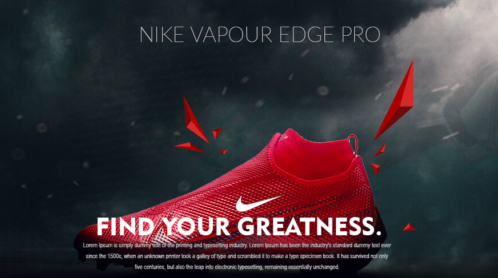 NIKE VAPOUR EDGE PRO
FIND YOUR GREATNESS.
Lorem Ipsum is simply dummy text of the printing and typesetting industry. Lorem Ipsum has been the industry's standard dummy text ever
since the 1500s, when an unknown printer took a galley of type and scrambled it to make a type specimen book. It has survived not only
five centuries, but also the leap into electronic typesetting, remaining essentially unchanged.